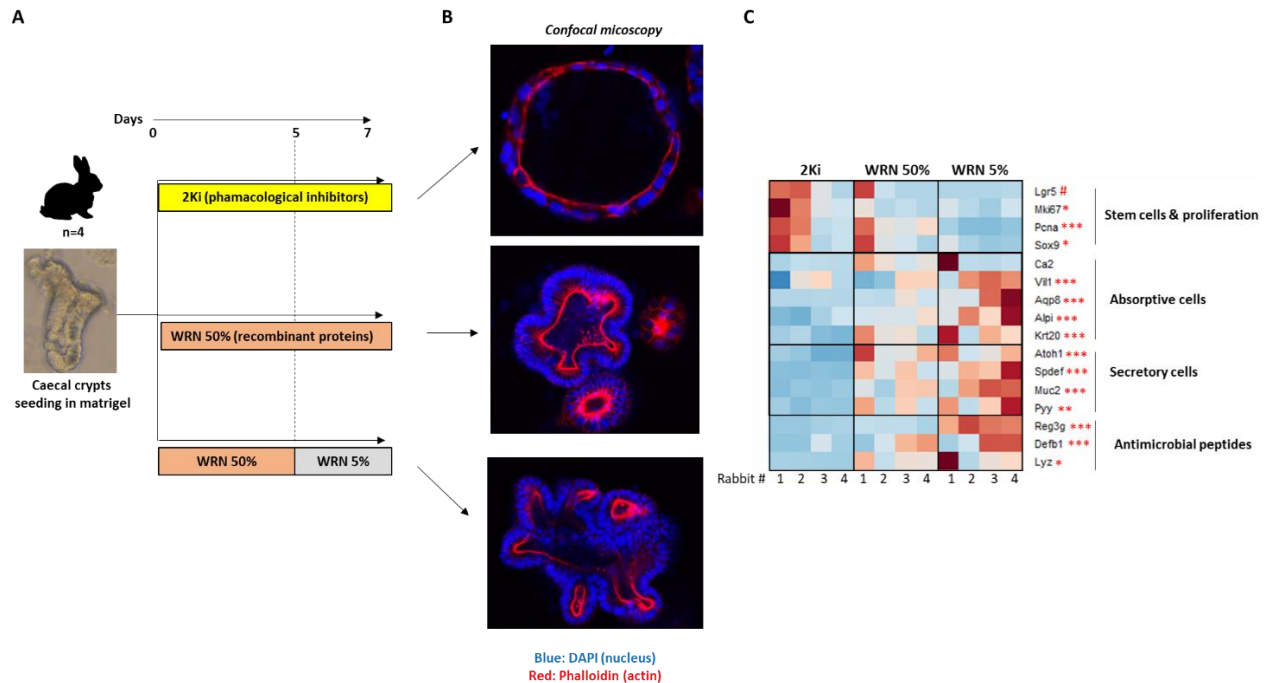 A
B
C
Confocal micoscopy
Days
0
5
7
2Ki (phamacological inhibitors)
n=4
WRN 50% (recombinant proteins)
Caecal crypts
seeding in matrigel
WRN 50%
WRN 5%
Blue: DAPI (nucleus)
Red: Phalloidin (actin)
2Ki
WRN 50%
WRN 5%
Lgr5 #
Mki67 *
Pcna ***
Sox9 *
Stem cells & proliferation
Ca2
Vil1 ***
Aqp8 ***
Alpi ***
Krt20 ***
Absorptive cells
Atoh1 ***
Spdef ***
Muc2 ***
Pyy **
Secretory cells
Reg3g ***
Defb1 ***
Lyz *
Antimicrobial peptides
Rabbit # 1 2 3 4 1 2 3 4 1 2 3 4